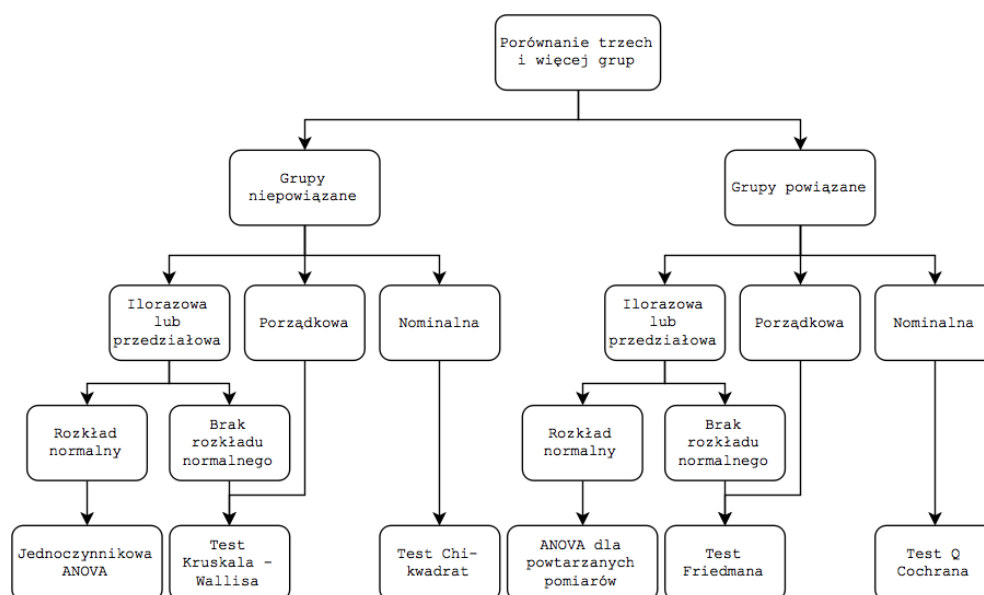 Porównanie trzech
i więcej grup
Grupy
niepowiązane
Grupy powiązane
Ilorazowa
lub
przedziałowa
Porządkowa
Nominalna
Ilorazowa
lub
przedziałowa
Porządkowa
Nominalna
Rozkład
normalny
Brak
rozkładu
normalnego
Rozkład
normalny
Brak
rozkładu
normalnego
Jednoczynnikowa
ANOVA
Test
Kruskala -
Wallisa
Test Chi-
kwadrat
ANOVA dla
powtarzanych
pomiarów
Test
Friedmana
Test Q
Cochrana